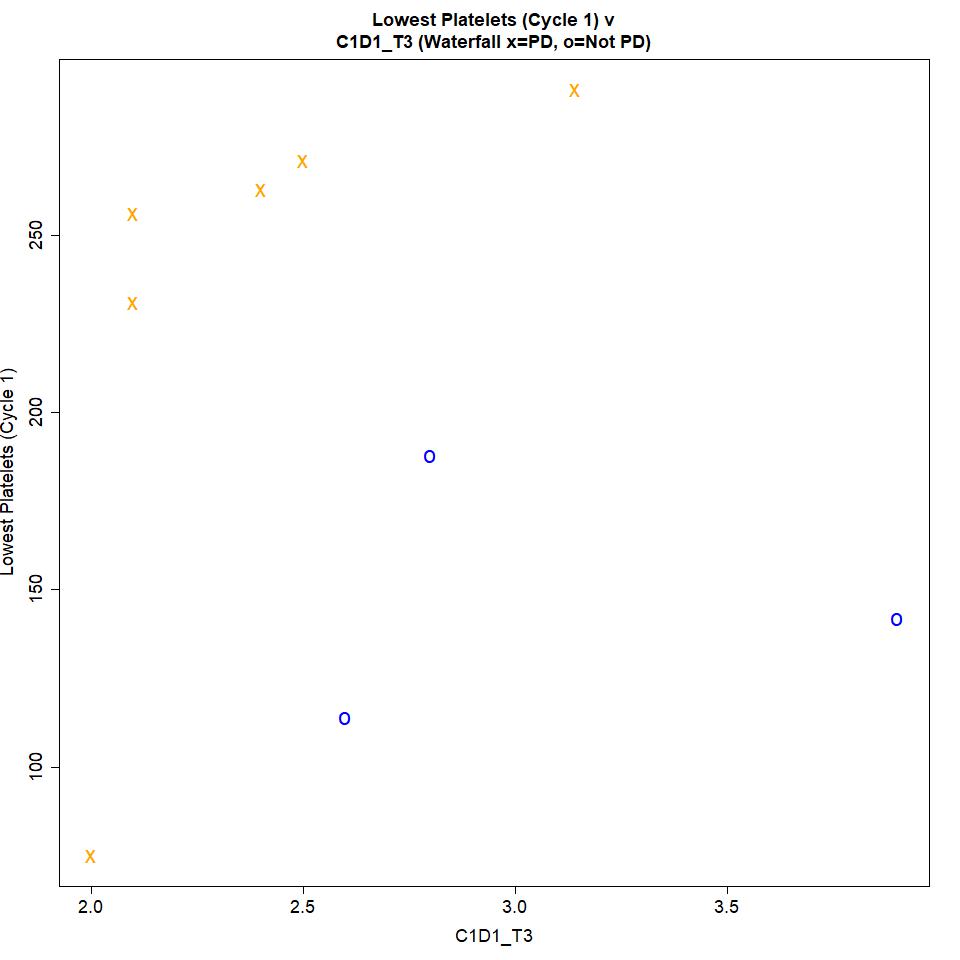 Lowest Platelets (Cycle 1) v
C1D1_T3 (Waterfall x=PD, o=Not PD)
Lowest Platelets (Cycle 1)
250
200
150
100
X
X
X
X
X
O
O
O
X
2.0
2.5
3.0
3.5
C1D1_T3